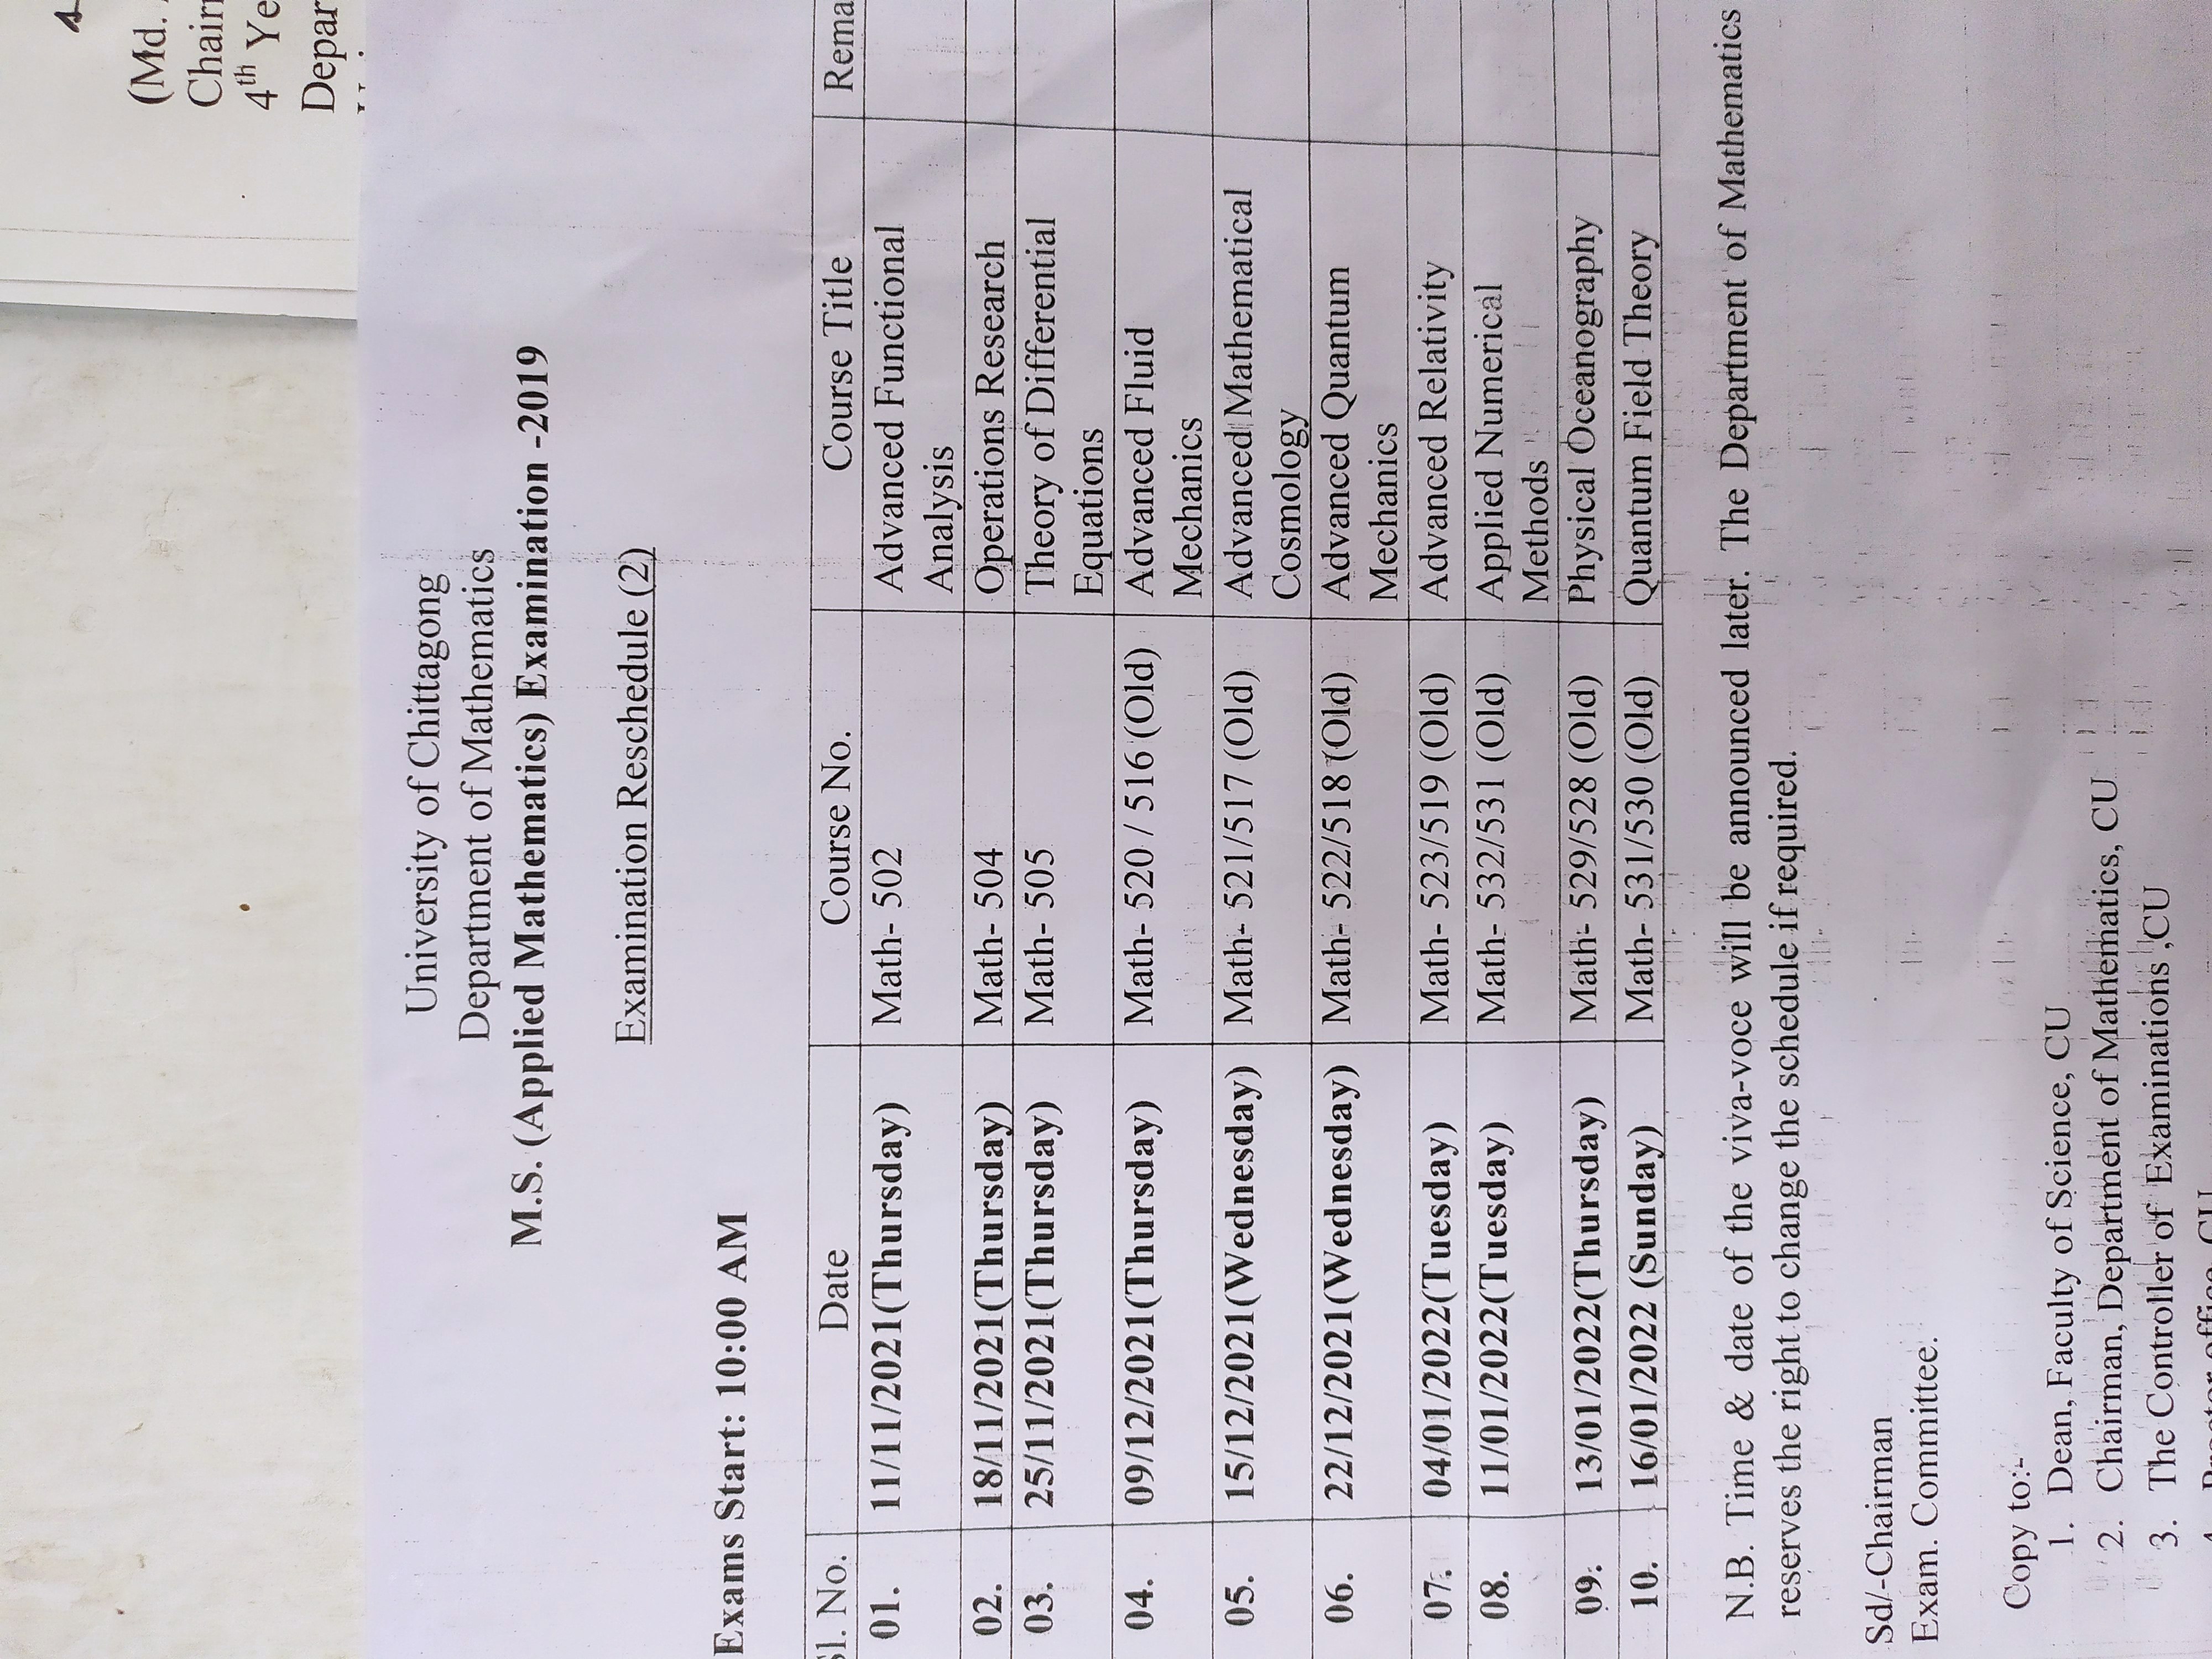 (Md.
4th
University of Chittagong
Department of Mathematics
M.S. (Applied Mathematics) Examination -2019
Examination Reschedule (2)
Exams Start: 10:00 AM
Sl. No. Date Course No. Course Title
01. 11/11/2021(Thursday) Math- 502 Advanced Functional
Analysis
02. 18/11/2021(Thursday) Math- 504 Operations Research
03. 25/11/2021(Thursday) Math- 505 Theory of Differential
Equations
04. 09/12/2021(Thursday) Math- 520 / 516 (Old) Advanced Fluid
Mechanics
05. 15/12/2021(Wednesday) Math- 521/517 (Old) Advanced Mathematical
Cosmology
06. 22/12/2021(Wednesday) Math- 522/518 (Old) Advanced Quantum
Mechanics
07. 04/01/2022(Tuesday) Math- 523/519 (Old) Advanced Relativity
08. 11/01/2022(Tuesday) Math- 532/531 (Old) Applied Numerical
Methods
09. 13/01/2022(Thursday) Math- 529/528 (Old) Physical Oceanography
10. 16/01/2022 (Sunday) Math- 531/530 (Old) Quantum Field Theory
N.B. Time & date of the viva-voce will be announced later. The Department of Mathematics
reserves the right to change the schedule if required.
Sd/-Chairman
Exam. Committee.
Copy to:-
1. Dean, Faculty of Science, CU
2. Chairman, Department of Mathematics, CU
3. The Controller of Examinations ,CU
4. Proctor office, CU